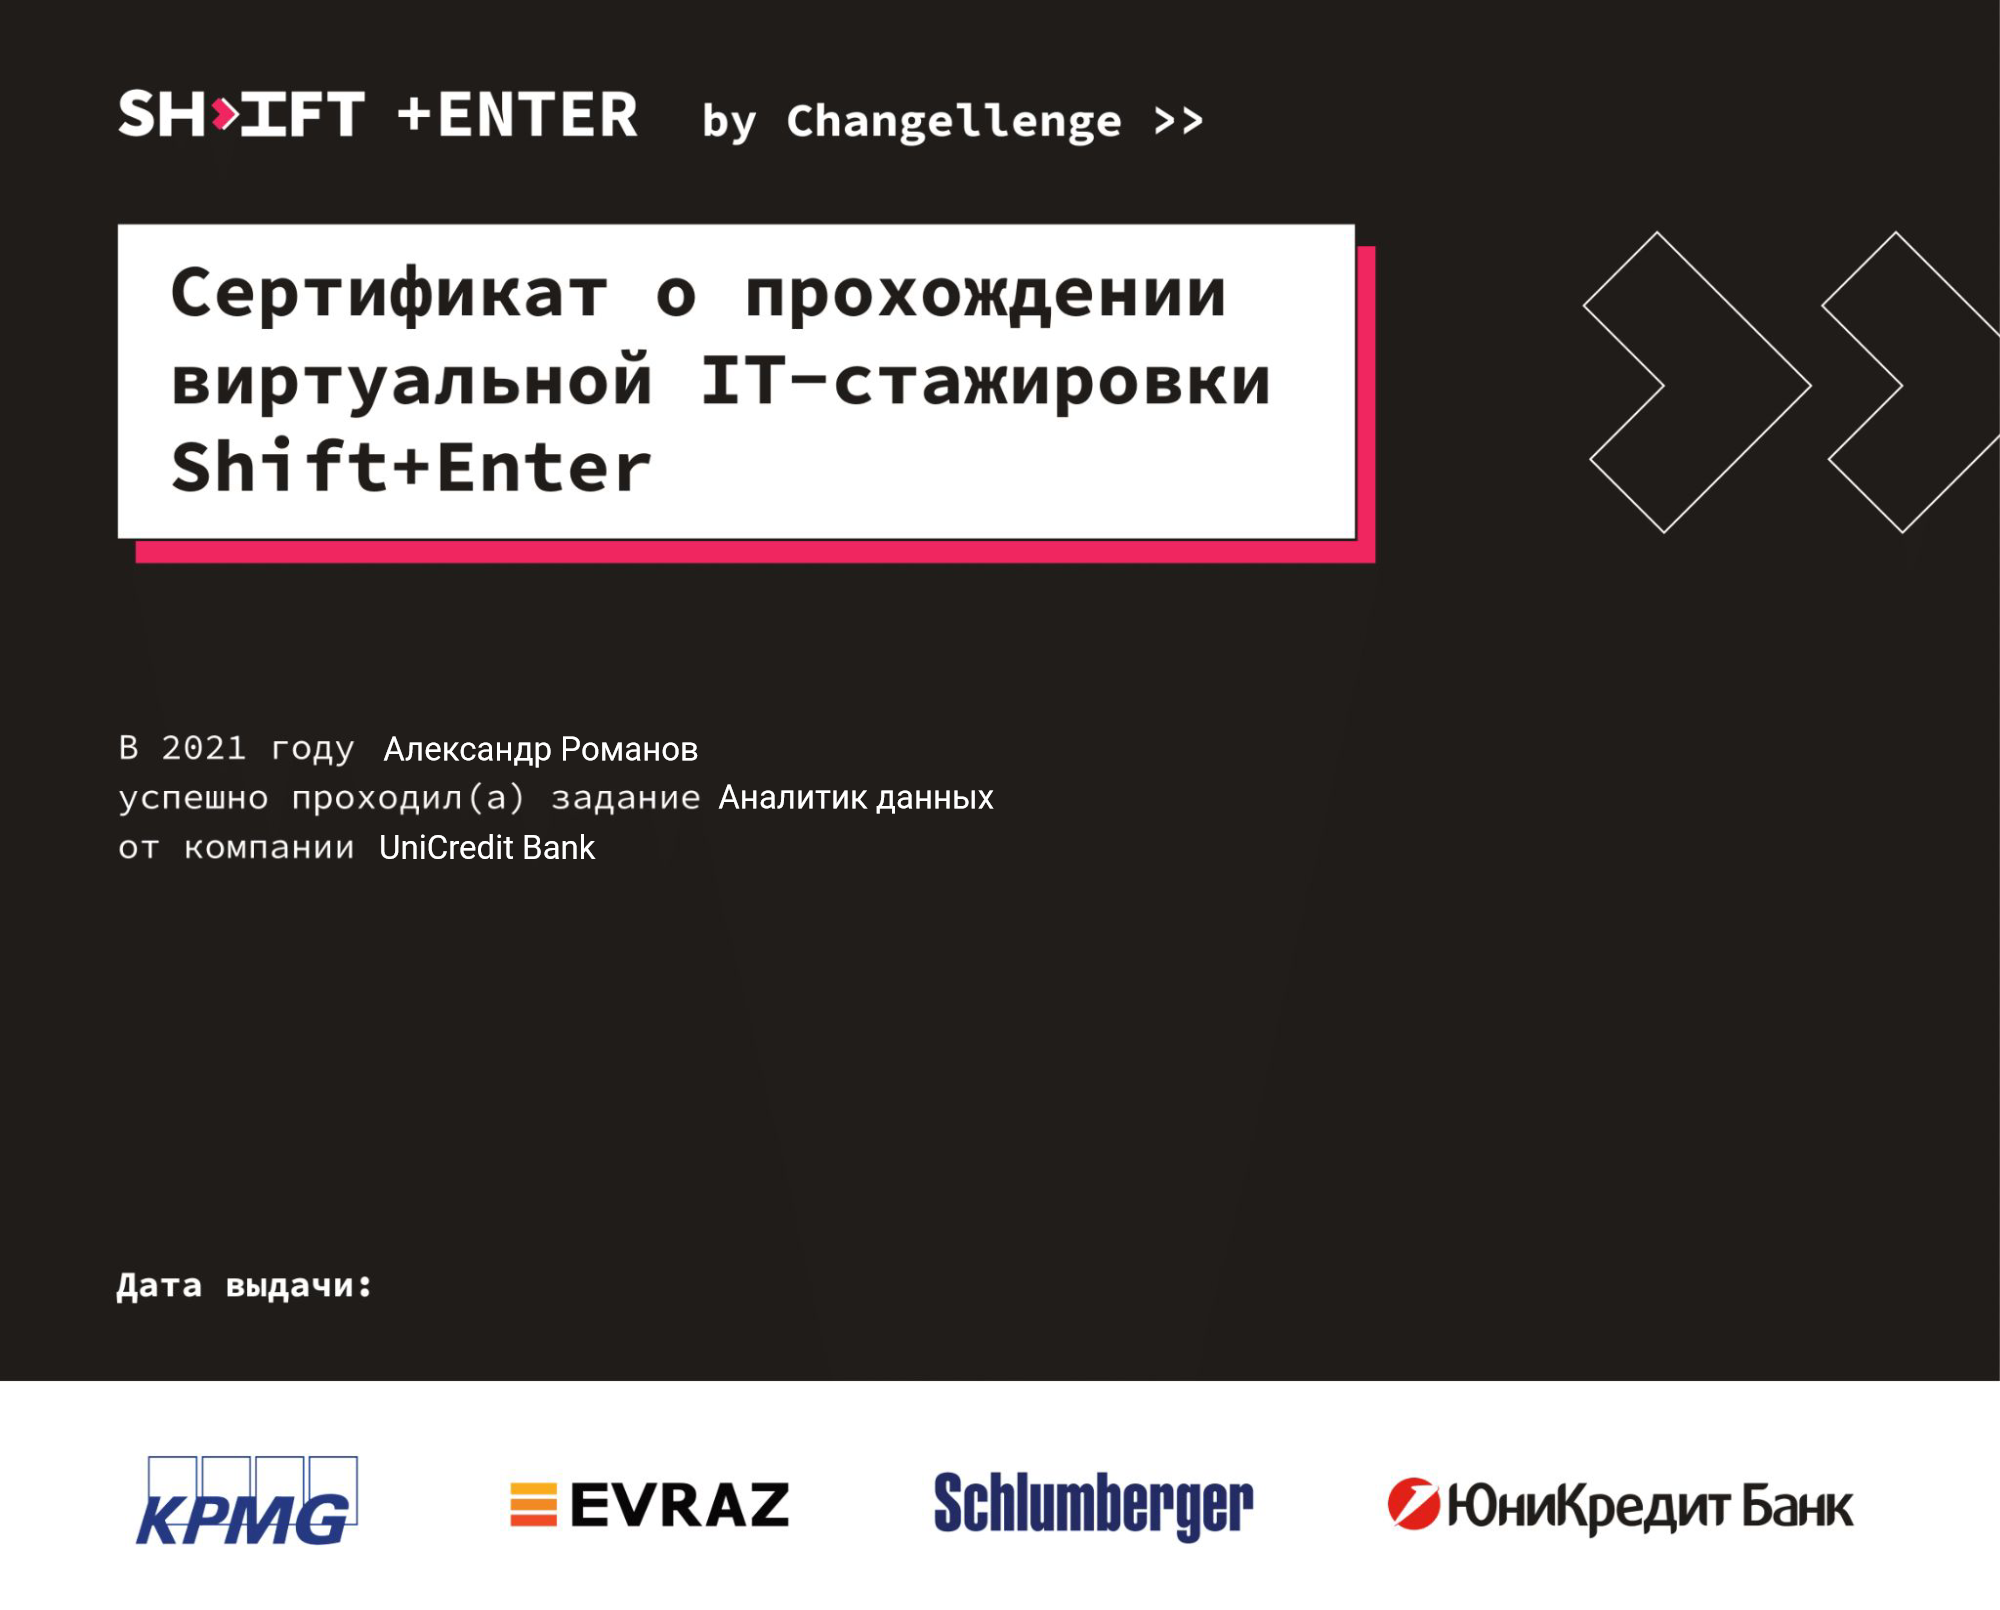 SHIFT +ENTER by Changellenge >>
Сертификат о прохождении
виртуальной IT-стажировки
Shift+Enter
В 2021 году Александр Романов
успешно проходил(а) задание Аналитик данных
от компании UniCredit Bank
Дата выдачи:
KPMG EVRAZ Schlumberger ЮниКредит Банк